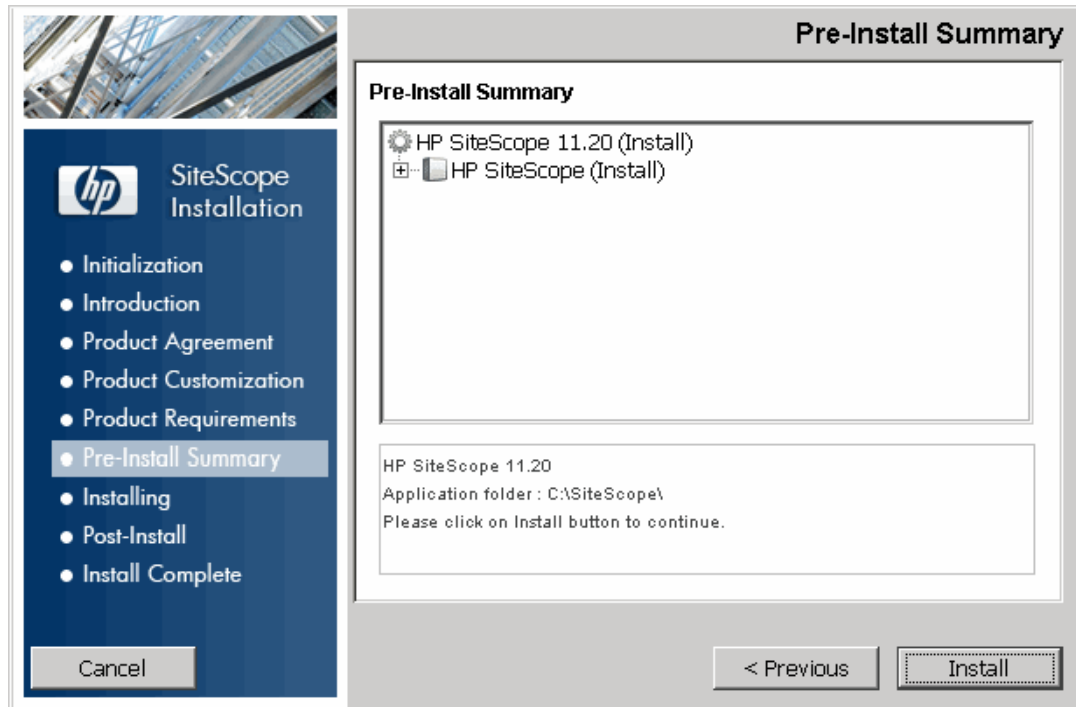 Pre-Install Summary
hp
SiteScope
Installation
Initialization
Introduction
Product Agreement
Product Customization
Product Requirements
Pre-Install Summary
Installing
Post-Install
Install Complete
Cancel
Pre-Install Summary
HP SiteScope 11.20 (Install)
HP SiteScope (Install)
HP SiteScope 11.20
Application folder : C:\SiteScope\
Please click on Install button to continue.
< Previous
Install